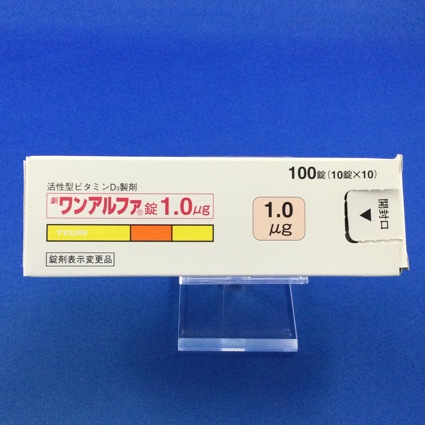 100錠(10錠×10)
活性型ビタミンD₃製剤
劇 ワンアルファ®錠1.0μg
1.0
μg
TEIJIN
錠剤表示変更品
開封口